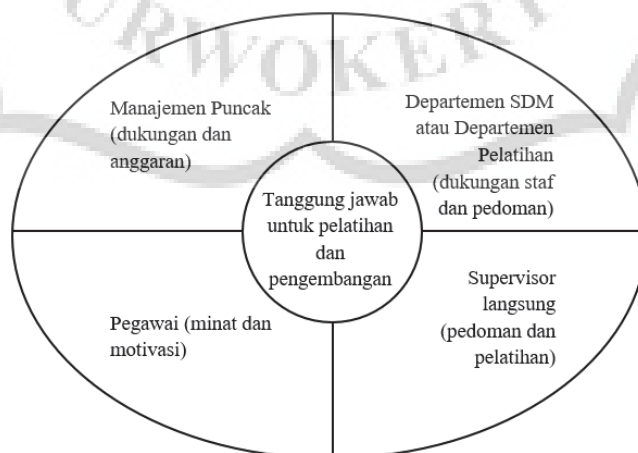 URWOKERT
Manajemen Puncak
(dukungan dan
anggaran)
Departemen SDM
atau Departemen
Pelatihan
(dukungan staf
dan pedoman)
Tanggung jawab
untuk pelatihan
dan
pengembangan
Pegawai (minat dan
motivasi)
Supervisor
langsung
(pedoman dan
pelatihan)